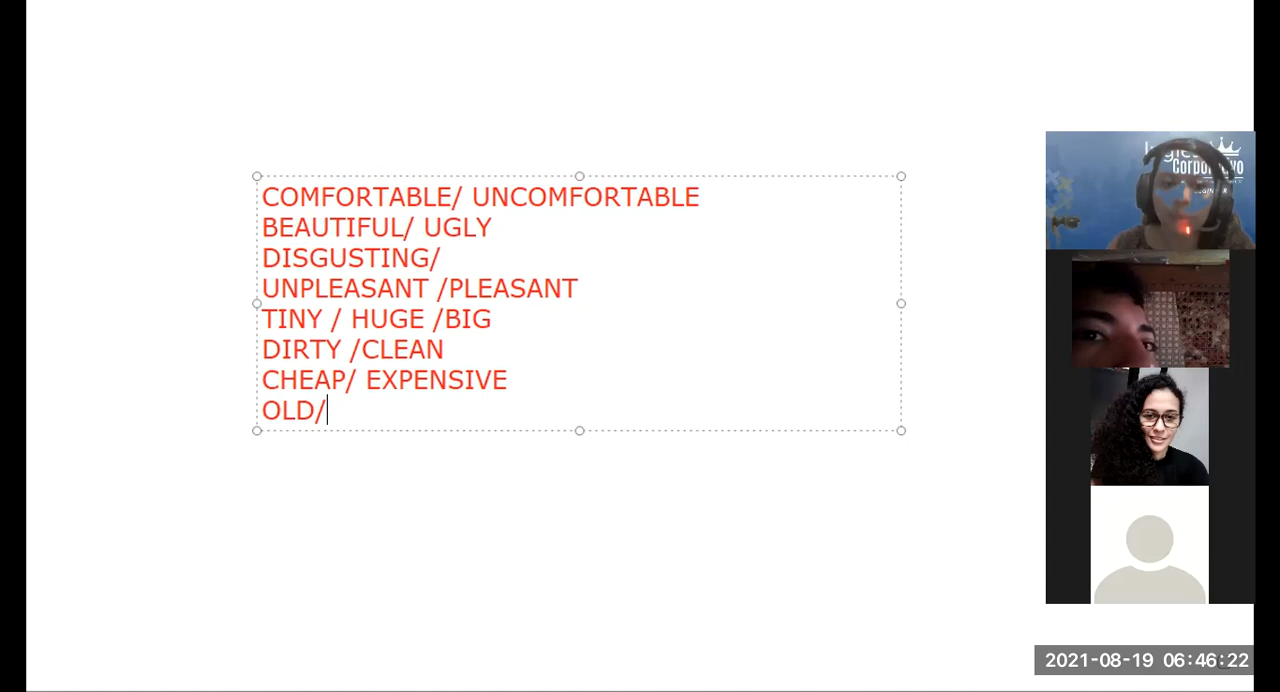 COMFORTABLE/ UNCOMFORTABLE
BEAUTIFUL/ UGLY
DISGUSTING/
UNPLEASANT /PLEASANT
TINY / HUGE /BIG
DIRTY /CLEAN
CHEAP/ EXPENSIVE
OLD/
2021-08-19 06:46:22